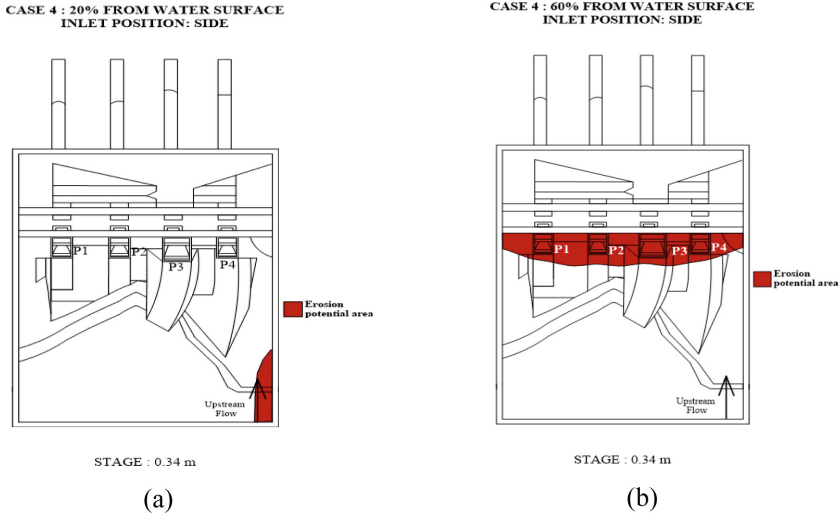 CASE 4 : 20% FROM WATER SURFACE
INLET POSITION: SIDE
P1
P2
P3
P4
Erosion
potential area
Upstream
Flow
STAGE : 0.34 m
(a)
CASE 4 : 60% FROM WATER SURFACE
INLET POSITION: SIDE
P1
P2
P3
P4
Erosion
potential area
Upstream
Flow
STAGE : 0.34 m
(b)